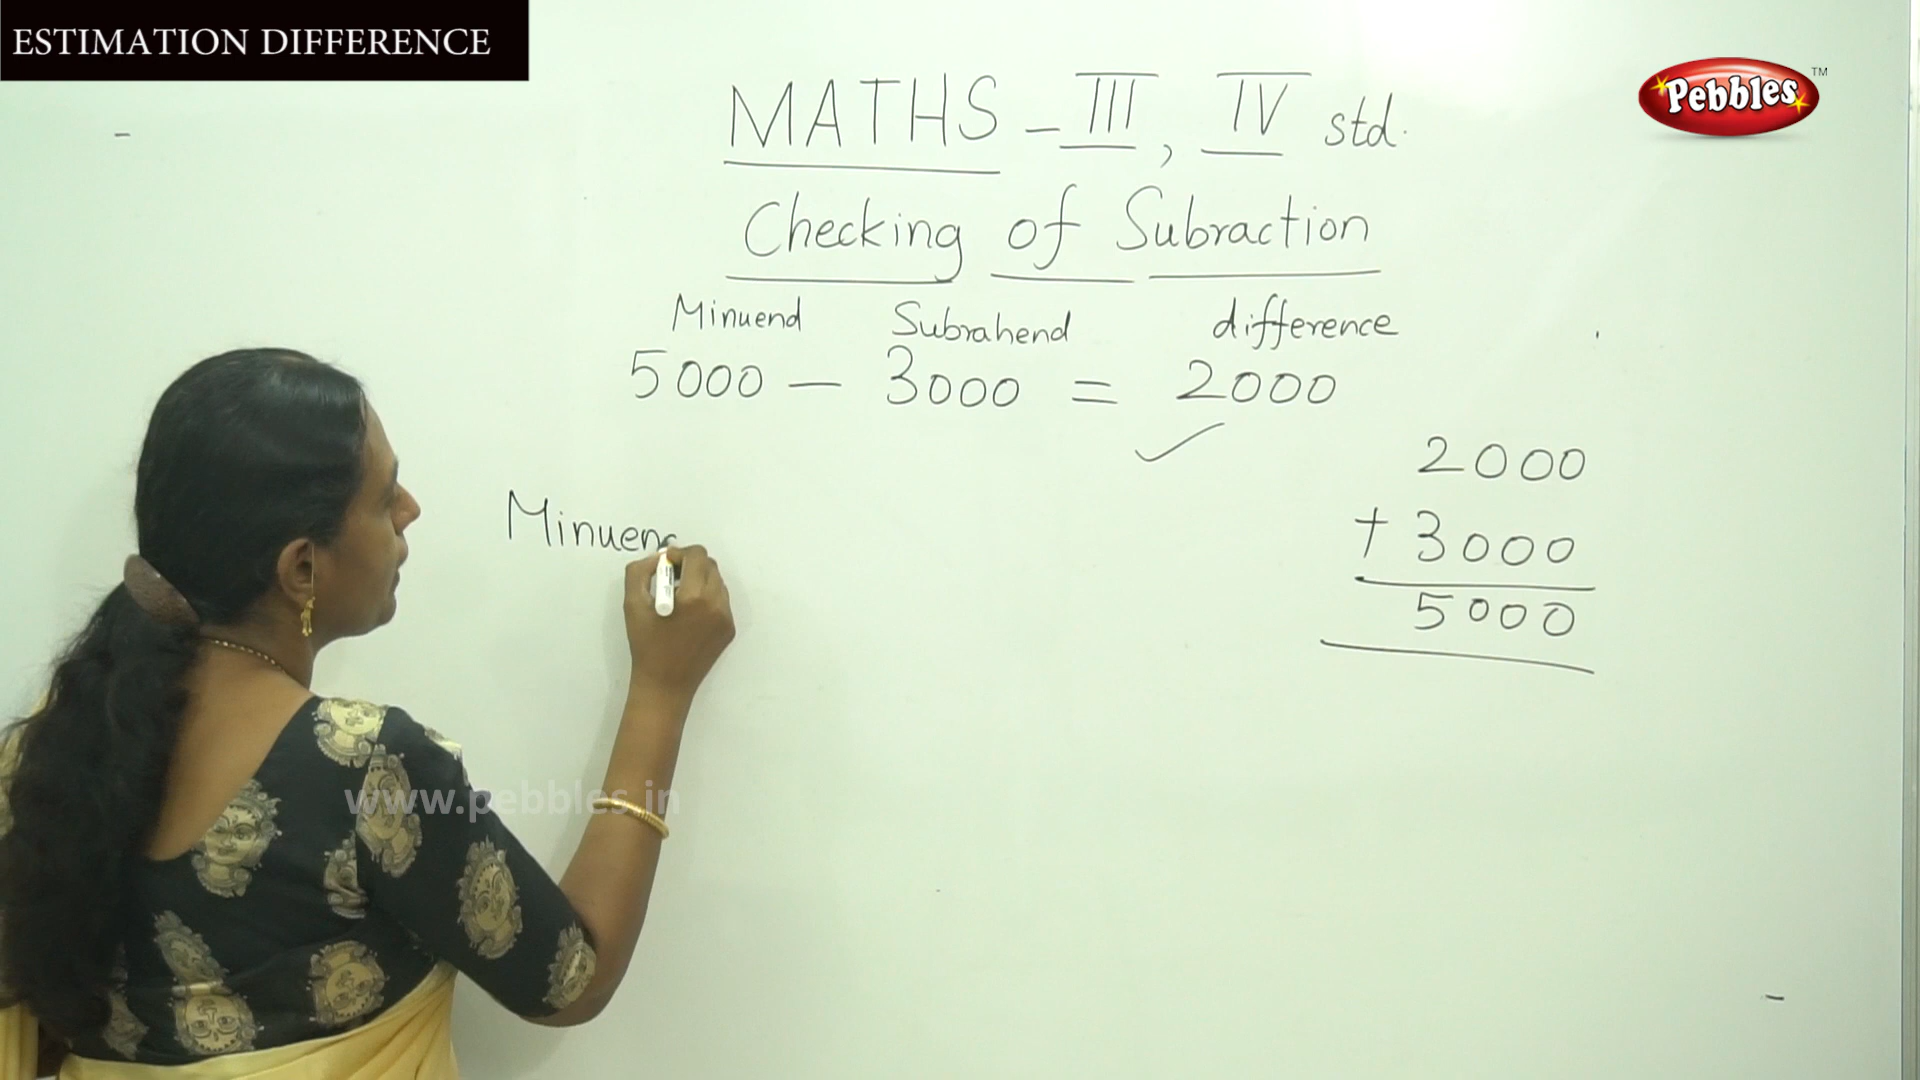 ESTIMATION DIFFERENCE
Pebbles TM
MATHS - III, IV std.
Checking of Subraction
Minuend Subrahend difference
5000 - 3000 = 2000
✓
2000
+ 3000
5000
Minuen
www.pebbles.in